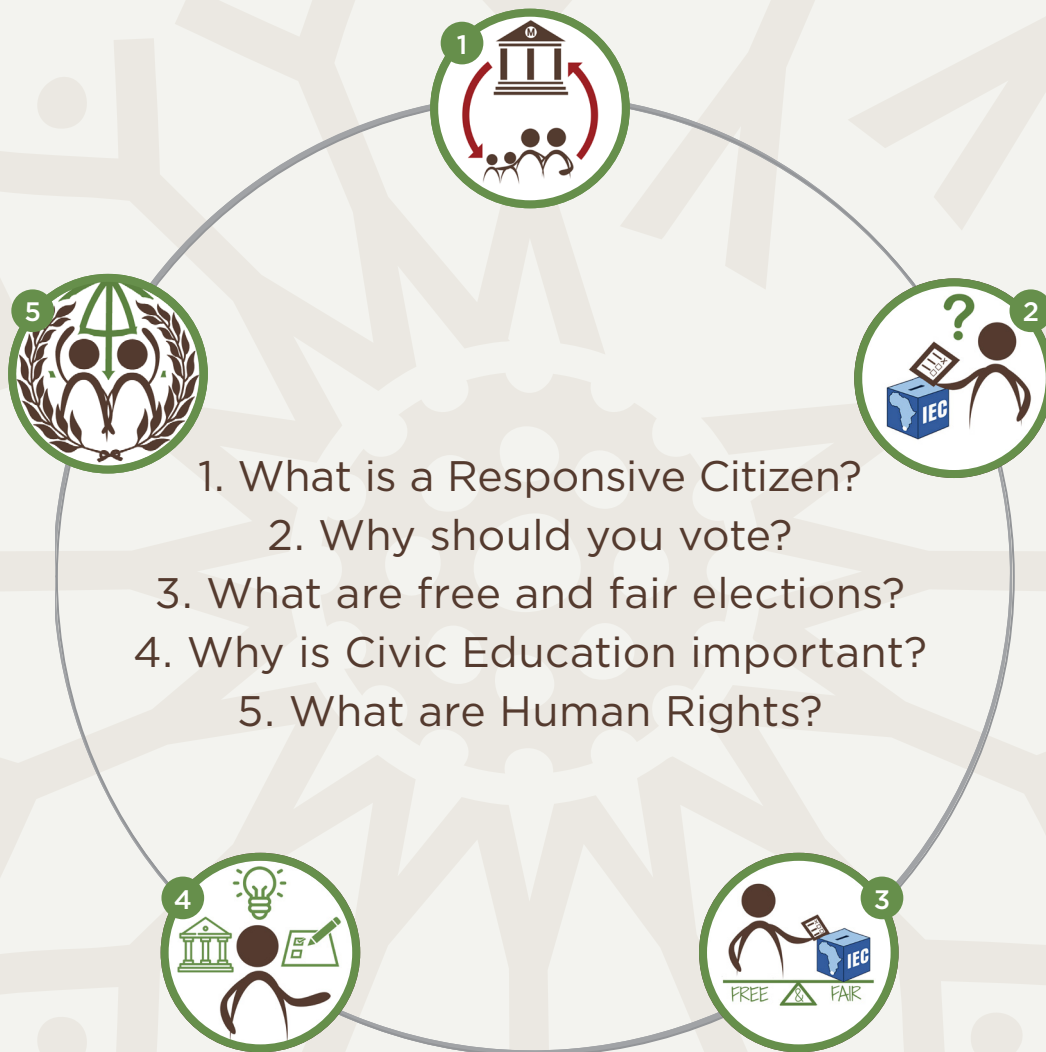 1
M
5
2
?
IEC
1. What is a Responsive Citizen?
2. Why should you vote?
3. What are free and fair elections?
4. Why is Civic Education important?
5. What are Human Rights?
4
3
IEC
FREE & FAIR